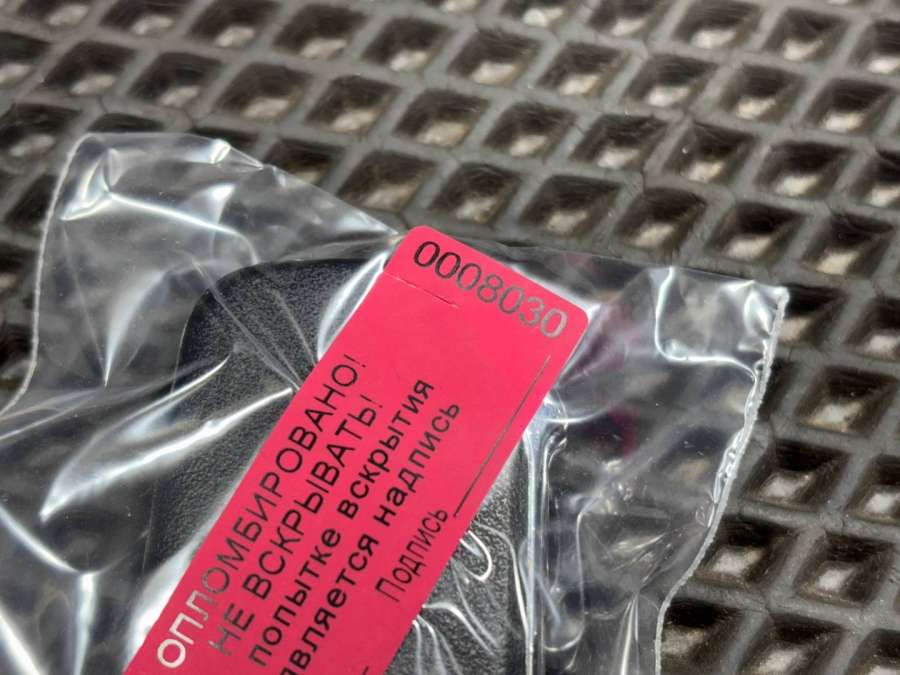 0008030
ОПЛОМБИРОВАНО!
НЕ ВСКРЫВАТЬ!
попытке вскрытия
является надпись
Подпись